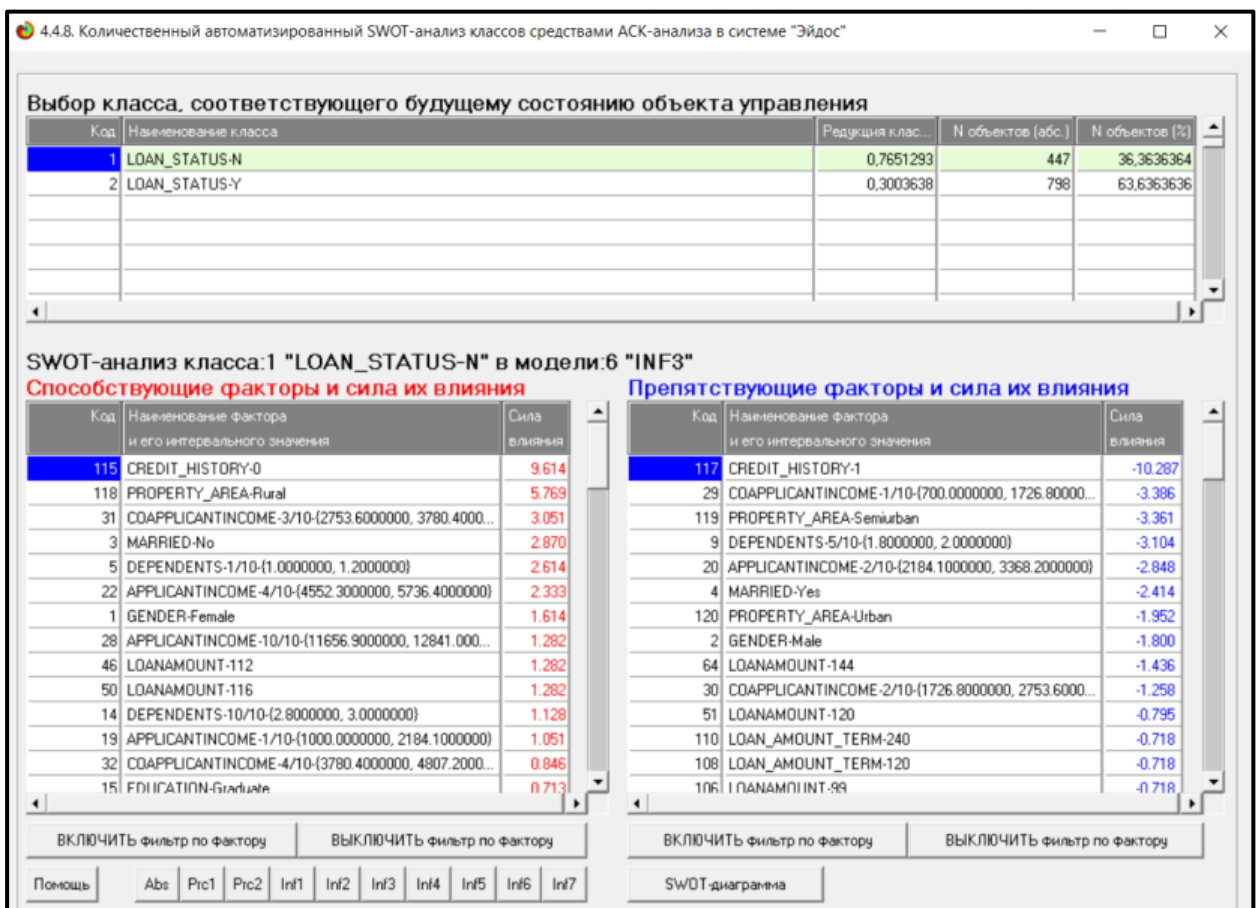 4.4.8. Количественный автоматизированный SWOT-анализ классов средствами АСК-анализа в системе "Эйдос"
Выбор класса, соответствующего будущему состоянию объекта управления
Код Наименование класса Редукция клас... N объектов (абс.) N объектов (%)
1 LOAN_STATUS-N 0,7651293 447 36,3636364
2 LOAN_STATUS-Y 0,3003638 798 63,6363636
SWOT-анализ класса:1 "LOAN_STATUS-N" в модели:6 "INF3"
Способствующие факторы и сила их влияния
Код Наименование фактора и его интервального значения Сила влияния
115 CREDIT_HISTORY-0 9.614
118 PROPERTY_AREA-Rural 5.769
31 COAPPLICANTINCOME-3/10-{2753.6000000, 3780.4000... 3.051
3 MARRIED-No 2.870
5 DEPENDENTS-1/10-{1.0000000, 1.2000000} 2.614
22 APPLICANTINCOME-4/10-{4552.3000000, 5736.4000000} 2.333
1 GENDER-Female 1.614
28 APPLICANTINCOME-10/10-{11656.9000000, 12841.000... 1.282
46 LOANAMOUNT-112 1.282
50 LOANAMOUNT-116 1.282
14 DEPENDENTS-10/10-{2.8000000, 3.0000000} 1.128
19 APPLICANTINCOME-1/10-{1000.0000000, 2184.1000000} 1.051
32 COAPPLICANTINCOME-4/10-{3780.4000000, 4807.2000... 0.846
15 EDUCATION-Graduate 0.713
Препятствующие факторы и сила их влияния
Код Наименование фактора и его интервального значения Сила влияния
117 CREDIT_HISTORY-1 -10.287
29 COAPPLICANTINCOME-1/10-{700.0000000, 1726.80000... -3.386
119 PROPERTY_AREA-Semiurban -3.361
9 DEPENDENTS-5/10-{1.8000000, 2.0000000} -3.104
20 APPLICANTINCOME-2/10-{2184.1000000, 3368.2000000} -2.848
4 MARRIED-Yes -2.414
120 PROPERTY_AREA-Urban -1.952
2 GENDER-Male -1.800
64 LOANAMOUNT-144 -1.436
30 COAPPLICANTINCOME-2/10-{1726.8000000, 2753.6000... -1.258
51 LOANAMOUNT-120 -0.795
110 LOAN_AMOUNT_TERM-240 -0.718
108 LOAN_AMOUNT_TERM-120 -0.718
106 LOANAMOUNT-99 -0.718
ВКЛЮЧИТЬ фильтр по фактору ВЫКЛЮЧИТЬ фильтр по фактору ВКЛЮЧИТЬ фильтр по фактору ВЫКЛЮЧИТЬ фильтр по фактору
Помощь Abs Prc1 Prc2 Inf1 Inf2 Inf3 Inf4 Inf5 Inf6 Inf7 SWOT-диаграмма